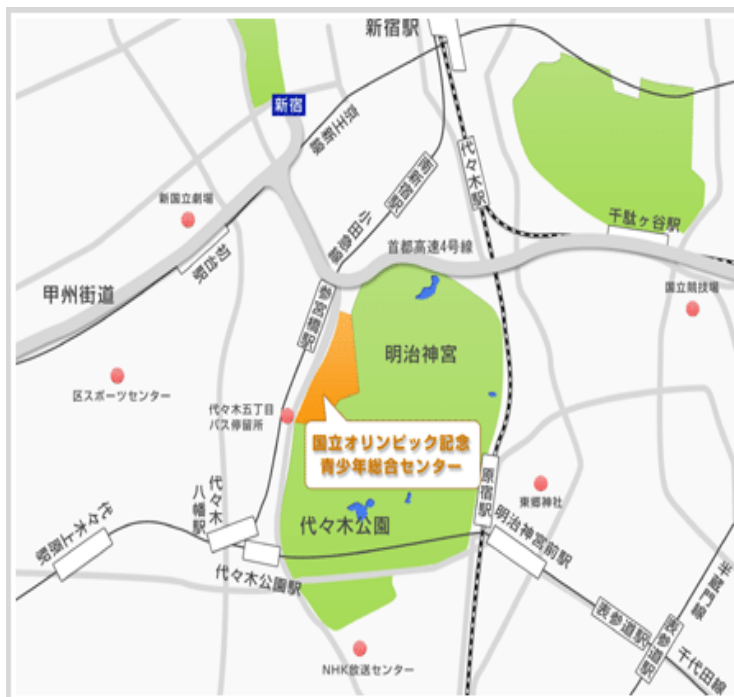 新宿駅
新宿
京王新線
代々木駅
南新宿駅
新国立劇場
小田急線
千駄ヶ谷駅
首都高速4号線
初台駅
甲州街道
国立競技場
参宮橋駅
明治神宮
区スポーツセンター
代々木五丁目
バス停留所
国立オリンピック記念
青少年総合センター
原宿駅
東郷神社
代々木
八幡駅
代々木公園
代々木上原駅
明治神宮前駅
代々木公園駅
半蔵門線
表参道駅
表参道駅
千代田線
NHK放送センター